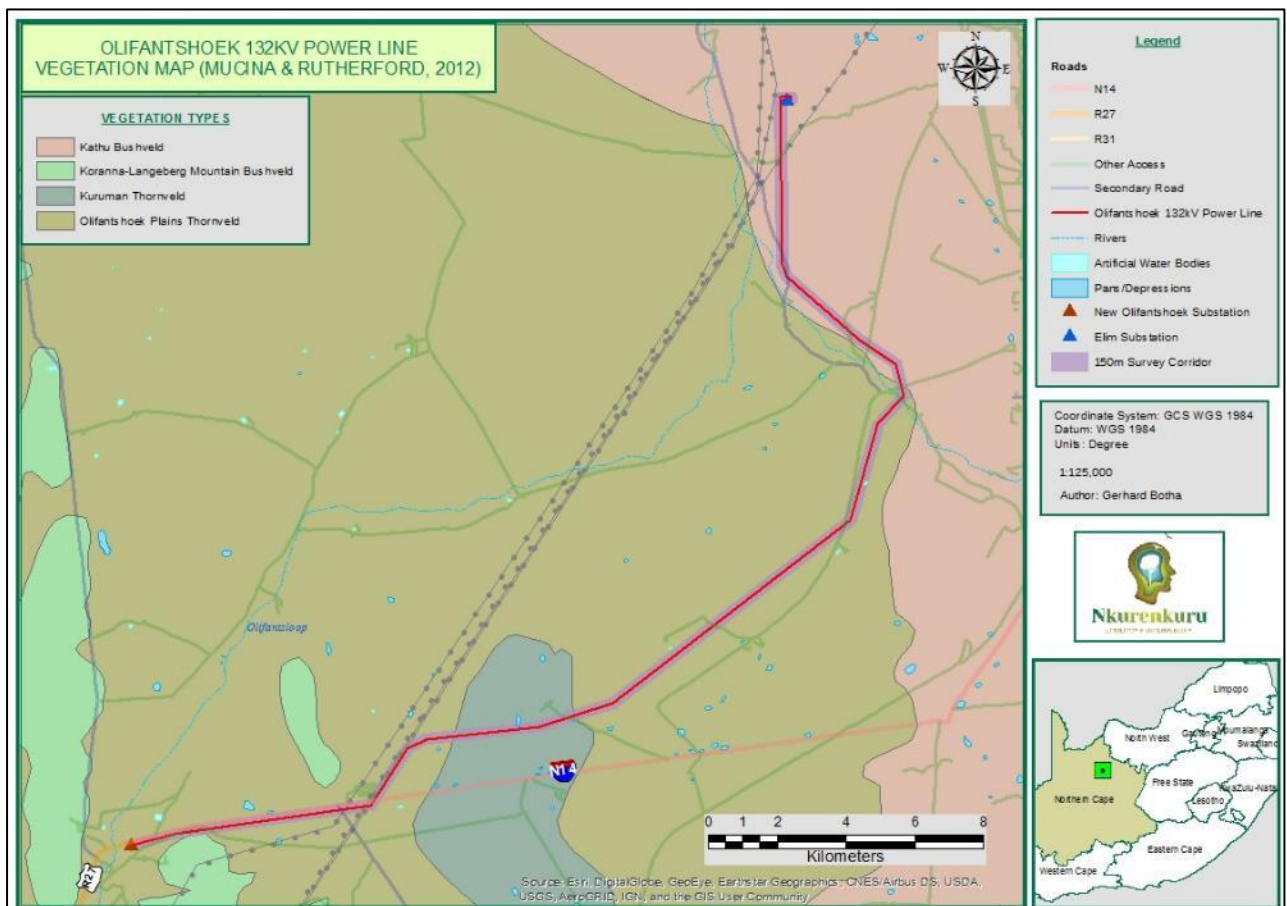 OLIFANTSHOEK 132KV POWER LINE
VEGETATION MAP (MUCINA & RUTHERFORD, 2012)
VEGETATION TYPES
Kathu Bushveld
Koranna-Langeberg Mountain Bushveld
Kuruman Thornveld
Olifantshoek Plains Thornveld
N
W E
S
Olifantsloop
N14
R27
0 1 2 4 6 8
Kilometers
Source: Esri, DigitalGlobe, GeoEye, Earthstar Geographics, CNES/Airbus DS, USDA,
USGS, AeroGRID, IGN, and the GIS User Community
Legend
Roads
N14
R27
R31
Other Access
Secondary Road
Olifantshoek 132kV Power Line
Rivers
Artificial Water Bodies
Pans/Depressions
New Olifantshoek Substation
Elim Substation
150m Survey Corridor
Coordinate System: GCS WGS 1984
Datum: WGS 1984
Units: Degree
1:125,000
Author: Gerhard Botha
Nkurenkuru
Limpopo
North West
Gauteng
Mpumalanga
Swaziland
Free State
KwaZulu-Nata
Lesotho
Northern Cape
Eastern Cape
Western Cape